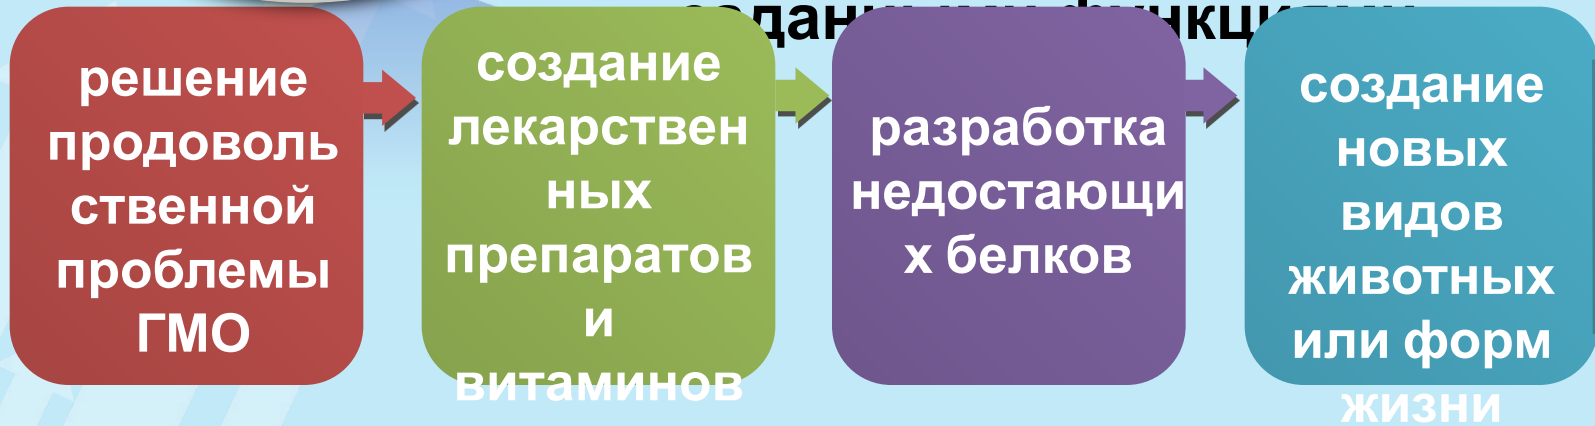 решение
продоволь
ственной
проблемы
ГМО
создание
лекарствен
ных
препаратов
и
витаминов
разработка
недостающи
х белков
создание
новых
видов
животных
или форм
жизни